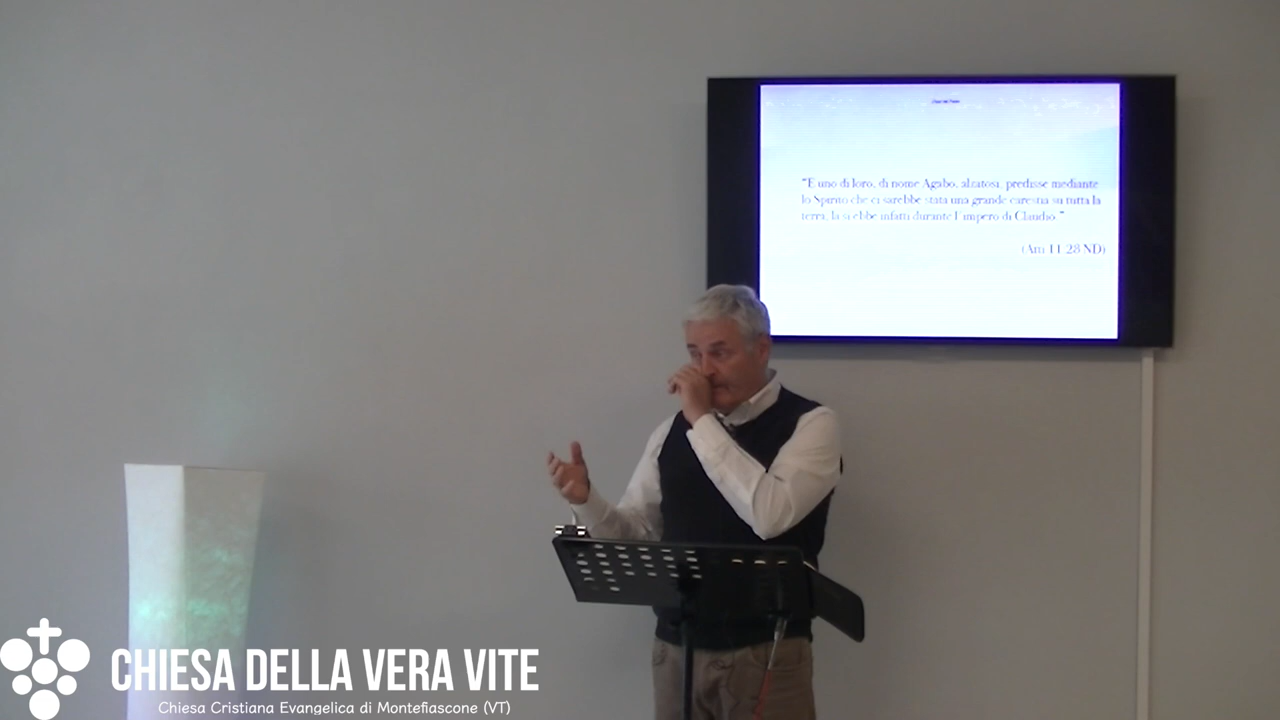 "E uno di loro, di nome Agabo, alzatosi, predisse mediante
lo Spirito che ci sarebbe stata una grande carestia su tutta la
terra; la si ebbe infatti durante l'impero di Claudio."
(Atti 11:28 ND)
CHIESA DELLA VERA VITE
Chiesa Cristiana Evangelica di Montefiascone (VT)